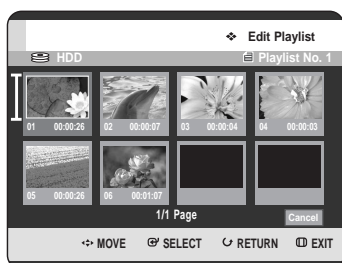 Edit Playlist
HDD Playlist No. 1
01 00:00:26 02 00:00:07 03 00:00:04 04 00:00:03
05 00:00:26 06 00:01:07
1/1 Page
Cancel
MOVE SELECT RETURN EXIT